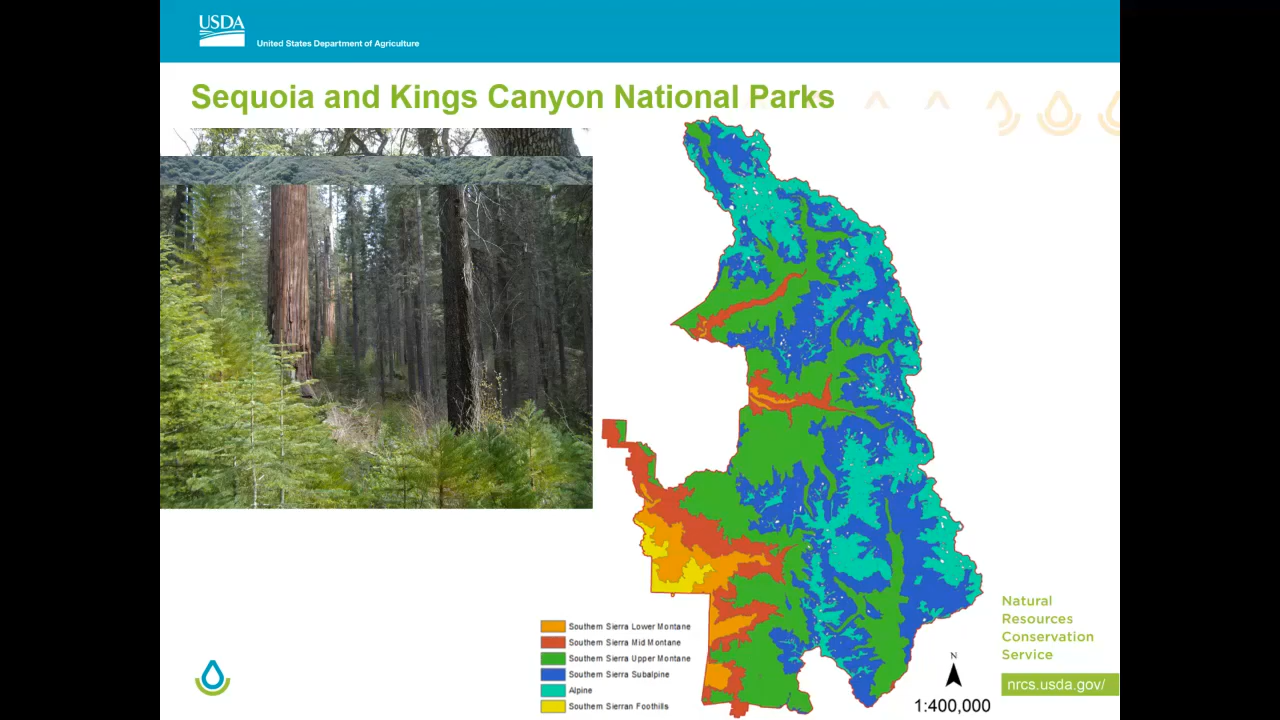 USDA
United States Department of Agriculture
Sequoia and Kings Canyon National Parks
Southern Sierra Lower Montane
Southern Sierra Mid Montane
Southern Sierra Upper Montane
Southern Sierra Subalpine
Alpine
Southern Sierran Foothills
N
1:400,000
Natural
Resources
Conservation
Service
nrcs.usda.gov/